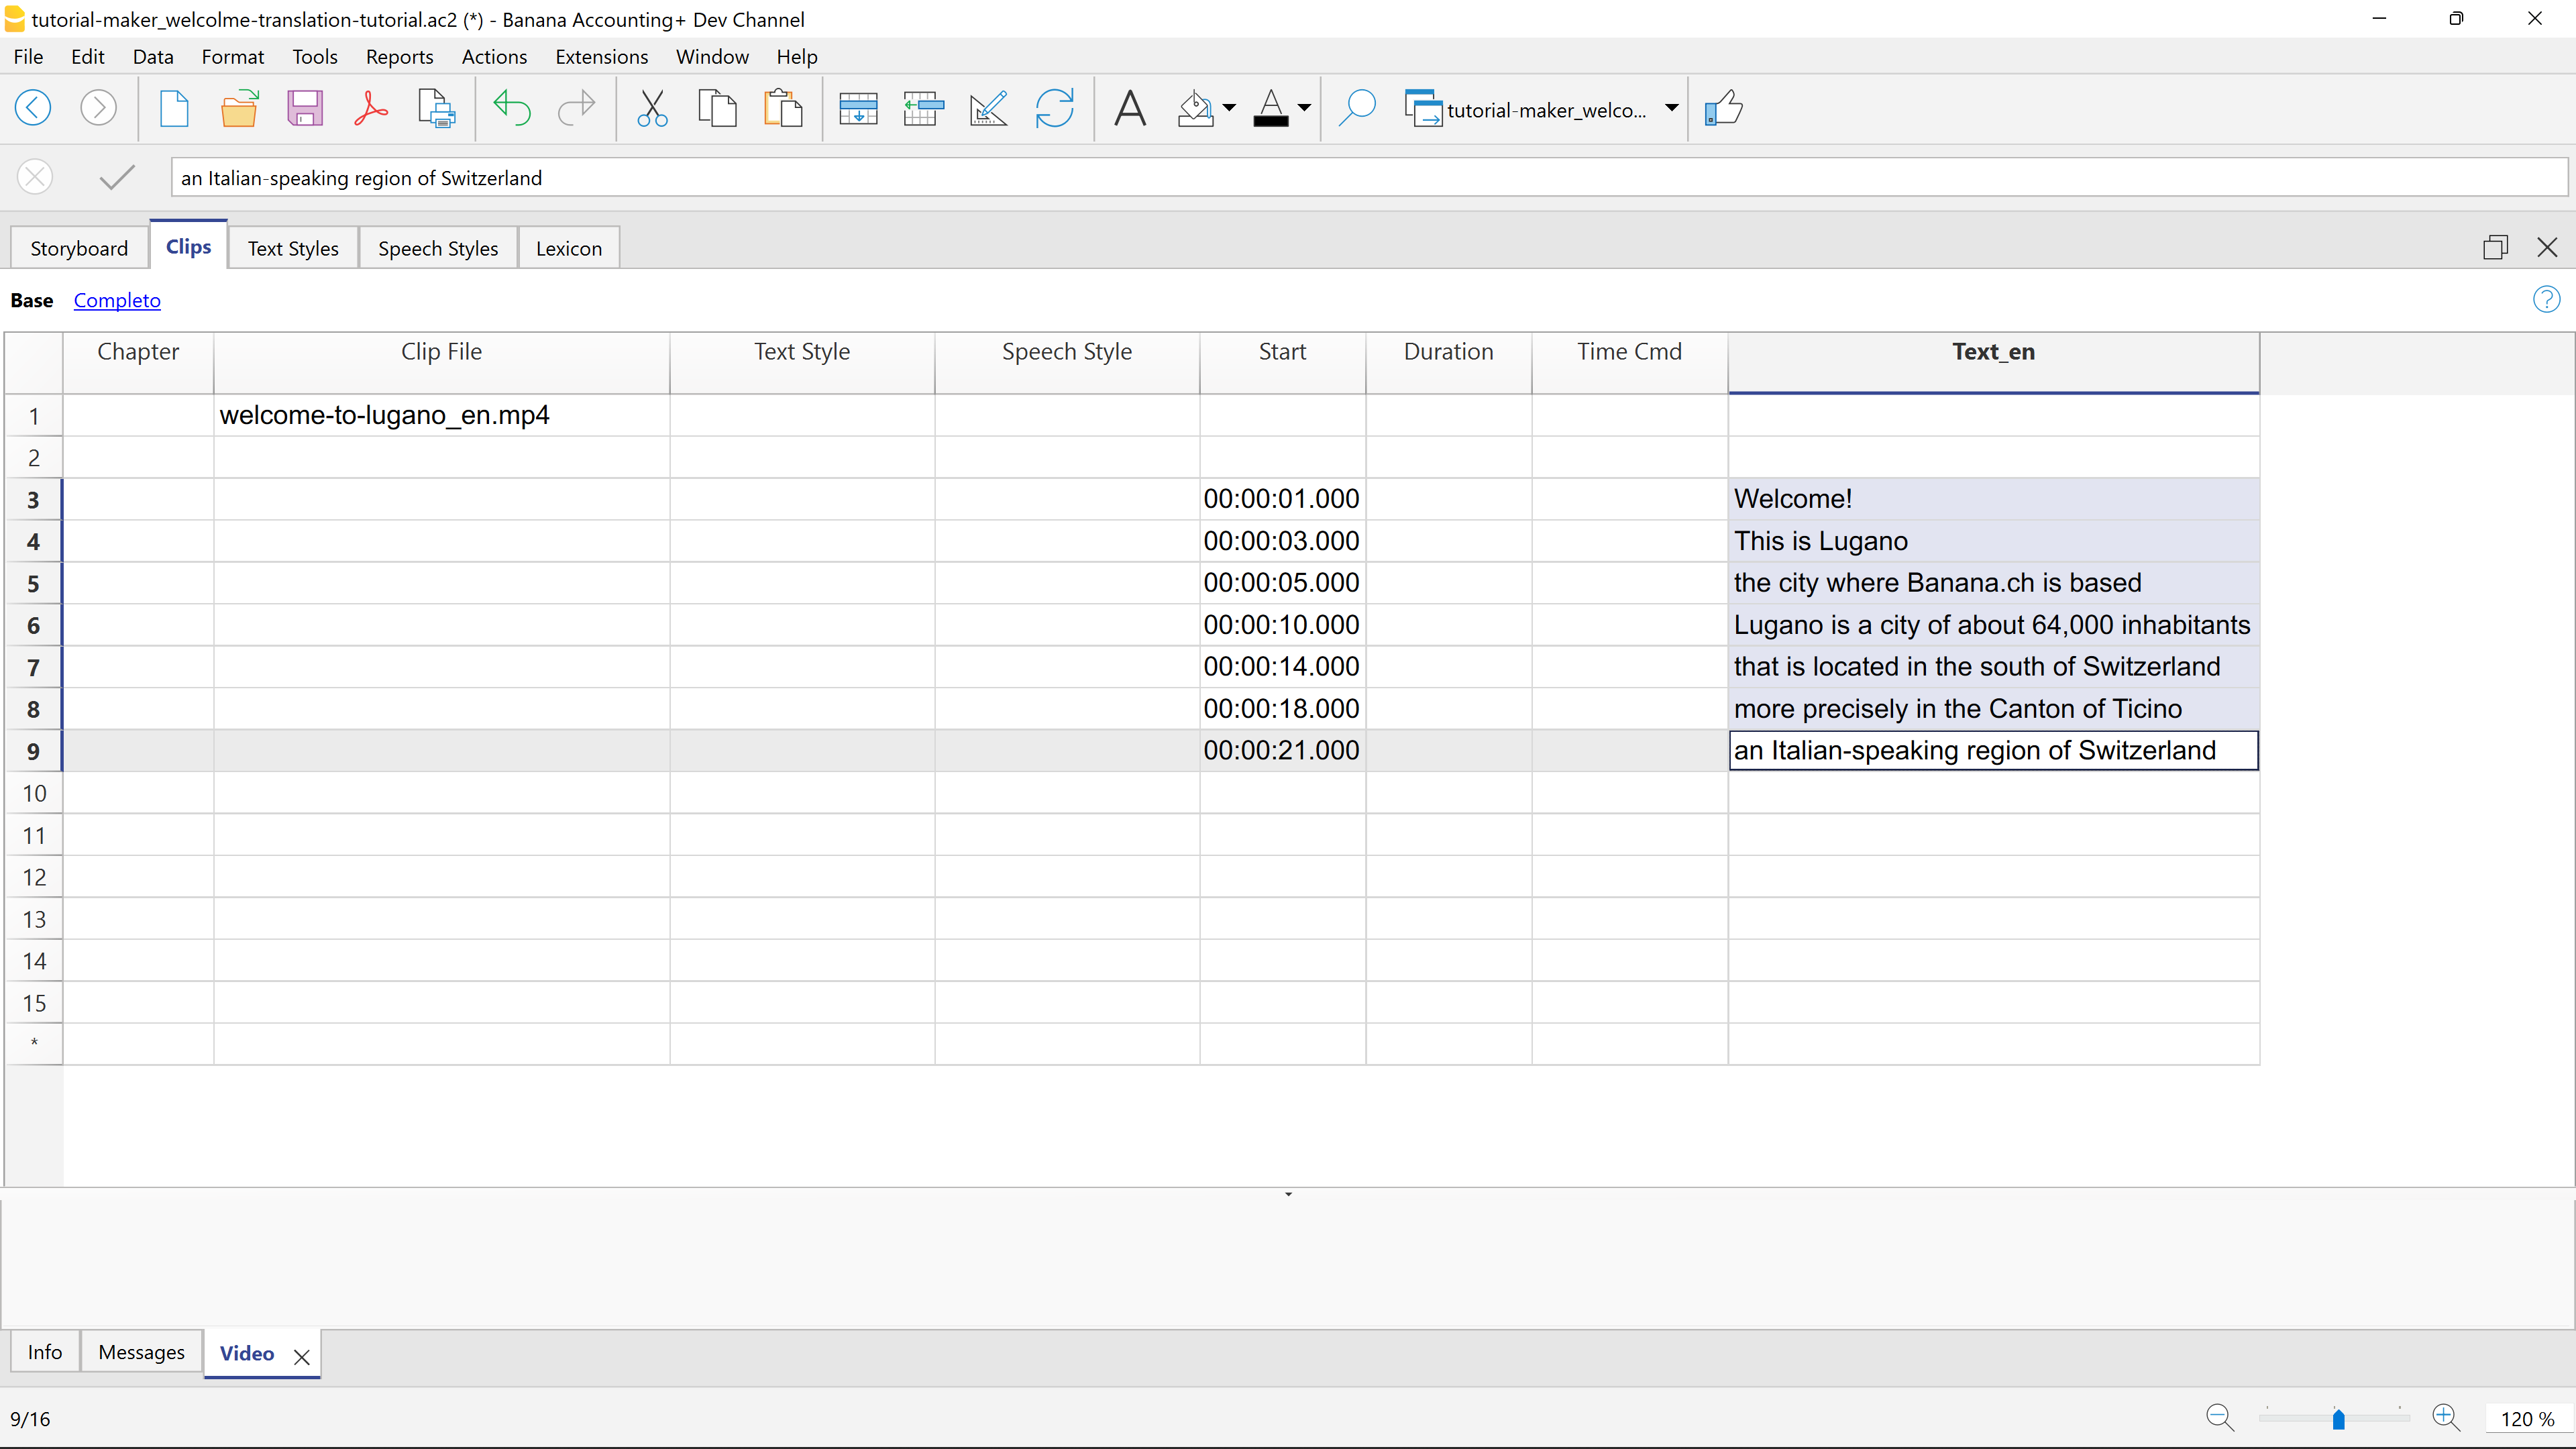 tutorial-maker_welcolme-translation-tutorial.ac2 (*) - Banana Accounting+ Dev Channel
File Edit Data Format Tools Reports Actions Extensions Window Help
tutorial-maker_welco...
an Italian-speaking region of Switzerland
Storyboard Clips Text Styles Speech Styles Lexicon
Base Completo
Chapter Clip File Text Style Speech Style Start Duration Time Cmd Text_en
1 welcome-to-lugano_en.mp4
2
3 00:00:01.000 Welcome!
4 00:00:03.000 This is Lugano
5 00:00:05.000 the city where Banana.ch is based
6 00:00:10.000 Lugano is a city of about 64,000 inhabitants
7 00:00:14.000 that is located in the south of Switzerland
8 00:00:18.000 more precisely in the Canton of Ticino
9 00:00:21.000 an Italian-speaking region of Switzerland
10
11
12
13
14
15
*
Info Messages Video
9/16 120 %